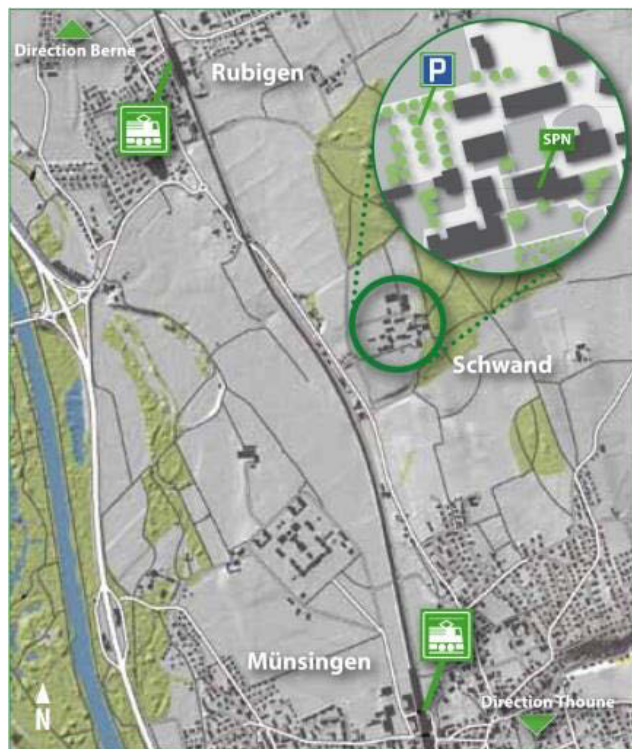 Direction Berne
Rubigen
P
SPN
Schwand
Münsingen
Direction Thoune
N